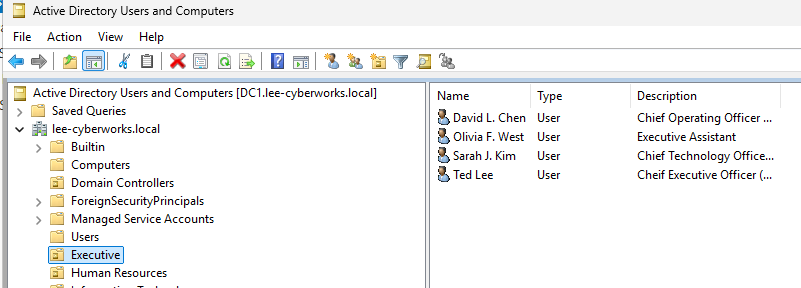 Active Directory Users and Computers
File Action View Help
Active Directory Users and Computers [DC1.lee-cyberworks.local]
Saved Queries
lee-cyberworks.local
Builtin
Computers
Domain Controllers
ForeignSecurityPrincipals
Managed Service Accounts
Users
Executive
Human Resources
Name Type Description
David L. Chen User Chief Operating Officer ...
Olivia F. West User Executive Assistant
Sarah J. Kim User Chief Technology Office...
Ted Lee User Cheif Executive Officer (...